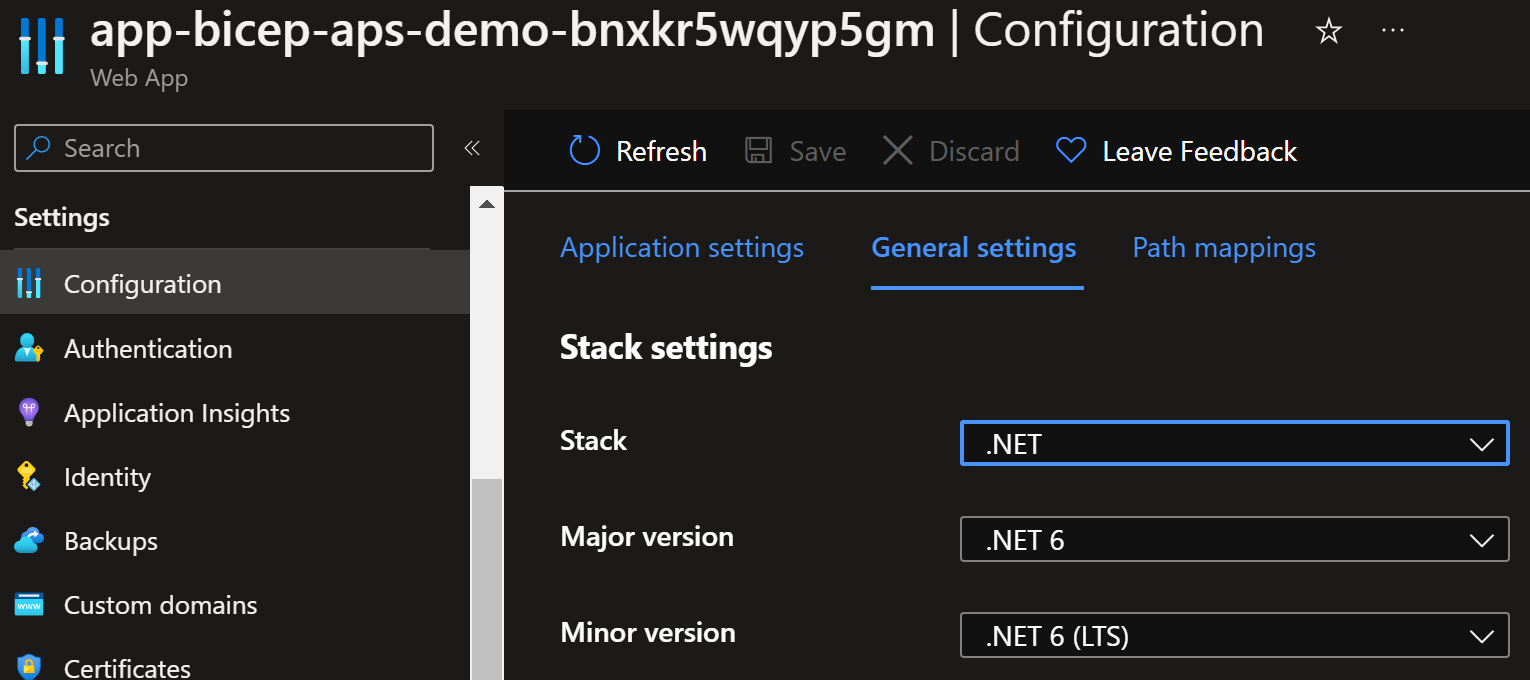 app-bicep-aps-demo-bnxkr5wqyp5gm | Configuration
Web App
Search
Settings
Configuration
Authentication
Application Insights
Identity
Backups
www
Custom domains
Certificates
Refresh
Save
Discard
Leave Feedback
Application settings
General settings
Path mappings
Stack settings
Stack
.NET
Major version
.NET 6
Minor version
.NET 6 (LTS)